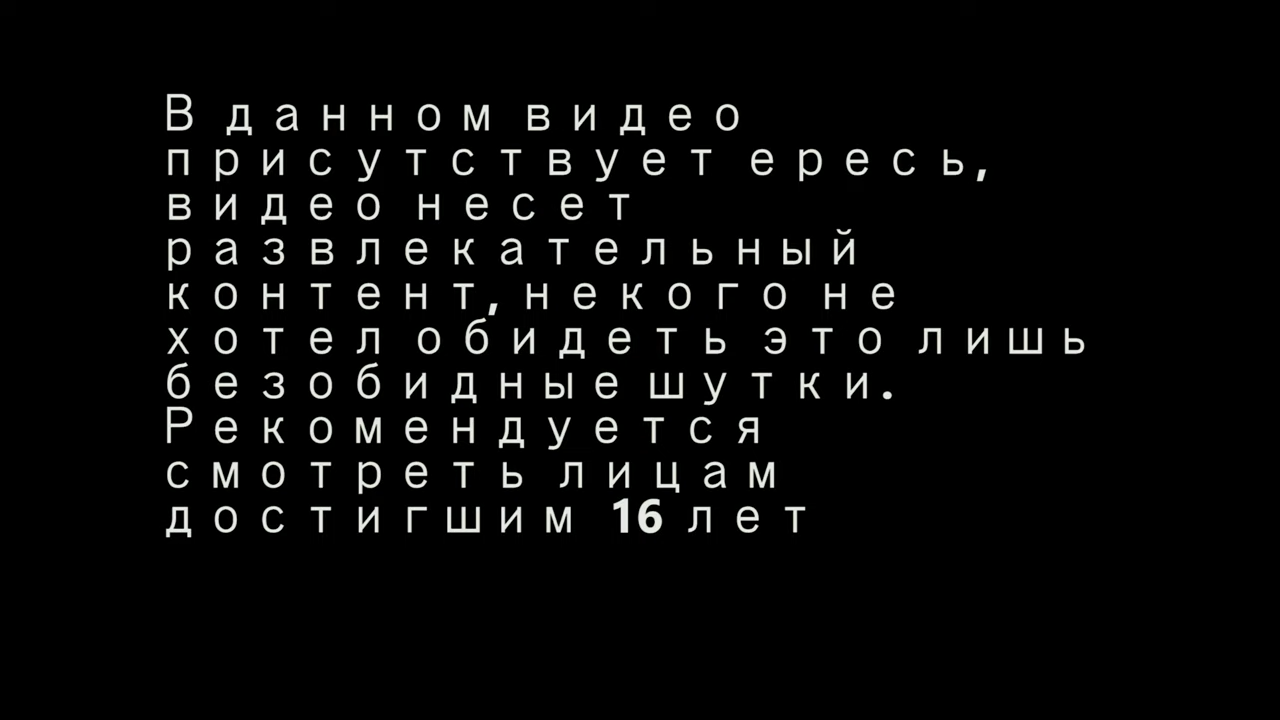 В данном видео
присутствует ересь,
видео несет
развлекательный
контент, некого не
хотел обидеть это лишь
безобидные шутки.
Рекомендуется
смотреть лицам
достигшим 16 лет